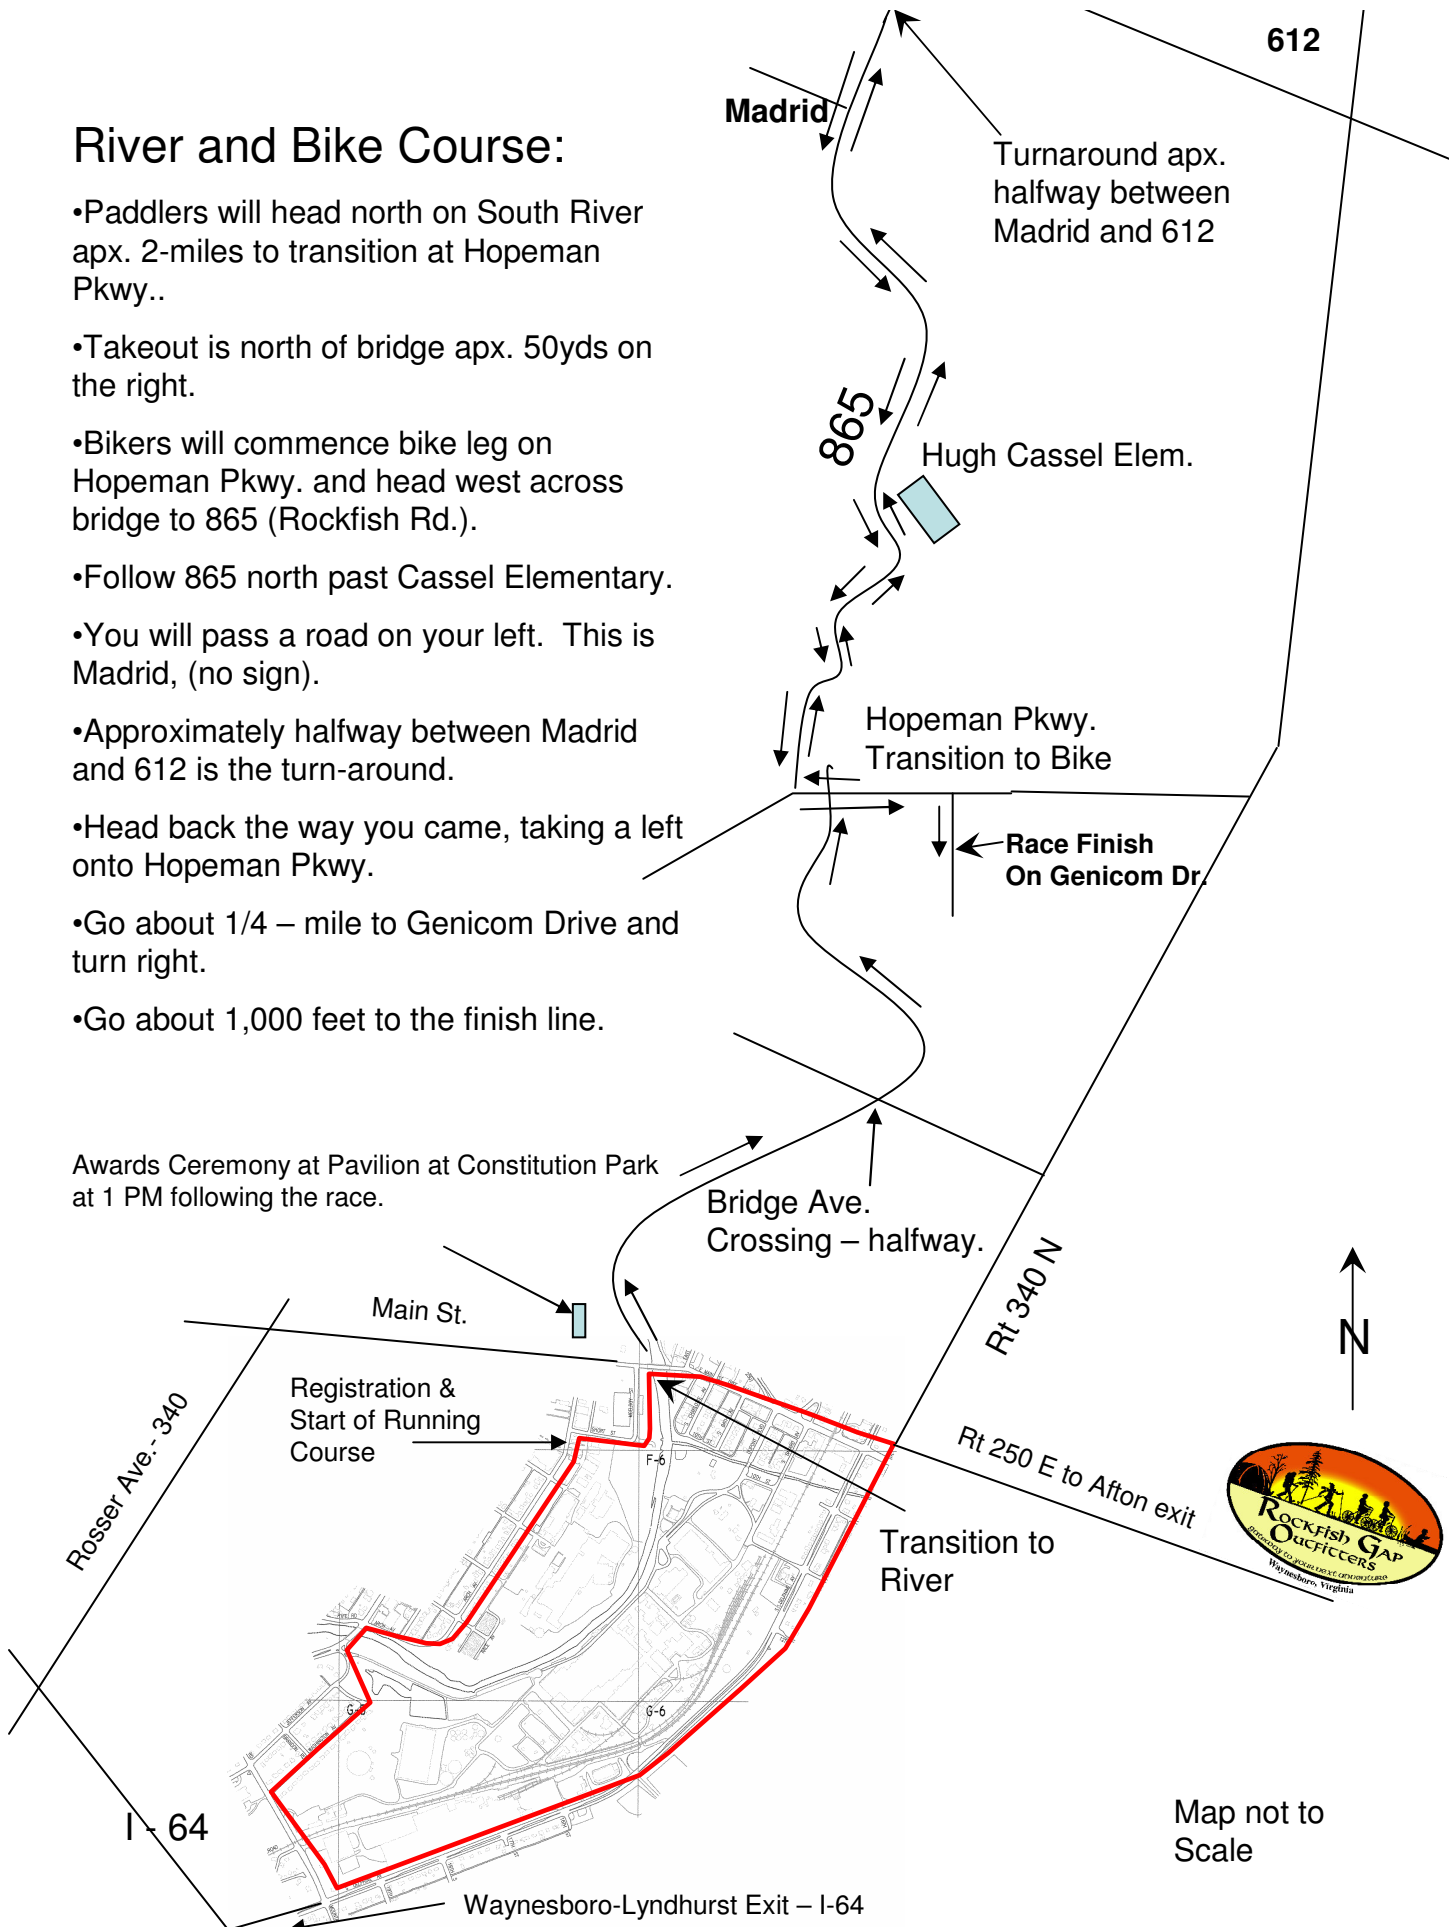 612
Madrid
Turnaround apx.
halfway between
Madrid and 612
River and Bike Course:
•Paddlers will head north on South River
apx. 2-miles to transition at Hopeman
Pkwy..
•Takeout is north of bridge apx. 50yds on
the right.
•Bikers will commence bike leg on
Hopeman Pkwy. and head west across
bridge to 865 (Rockfish Rd.).
•Follow 865 north past Cassel Elementary.
•You will pass a road on your left.  This is
Madrid, (no sign).
•Approximately halfway between Madrid
and 612 is the turn-around.
•Head back the way you came, taking a left
onto Hopeman Pkwy.
•Go about 1/4 – mile to Genicom Drive and
turn right.
•Go about 1,000 feet to the finish line.
865
Hugh Cassel Elem.
Hopeman Pkwy.
Transition to Bike
Race Finish
On Genicom Dr.
Awards Ceremony at Pavilion at Constitution Park
at 1 PM following the race.
Bridge Ave.
Crossing – halfway.
Rt 340 N
N
Main St.
Registration &
Start of Running
Course
Rosser Ave.- 340
F-6
Rt 250 E to Afton exit
Transition to
River
Rockfish Gap
Outfitters
gateway to your next adventure
Waynesboro, Virginia
G-6
I - 64
Map not to
Scale
Waynesboro-Lyndhurst Exit – I-64